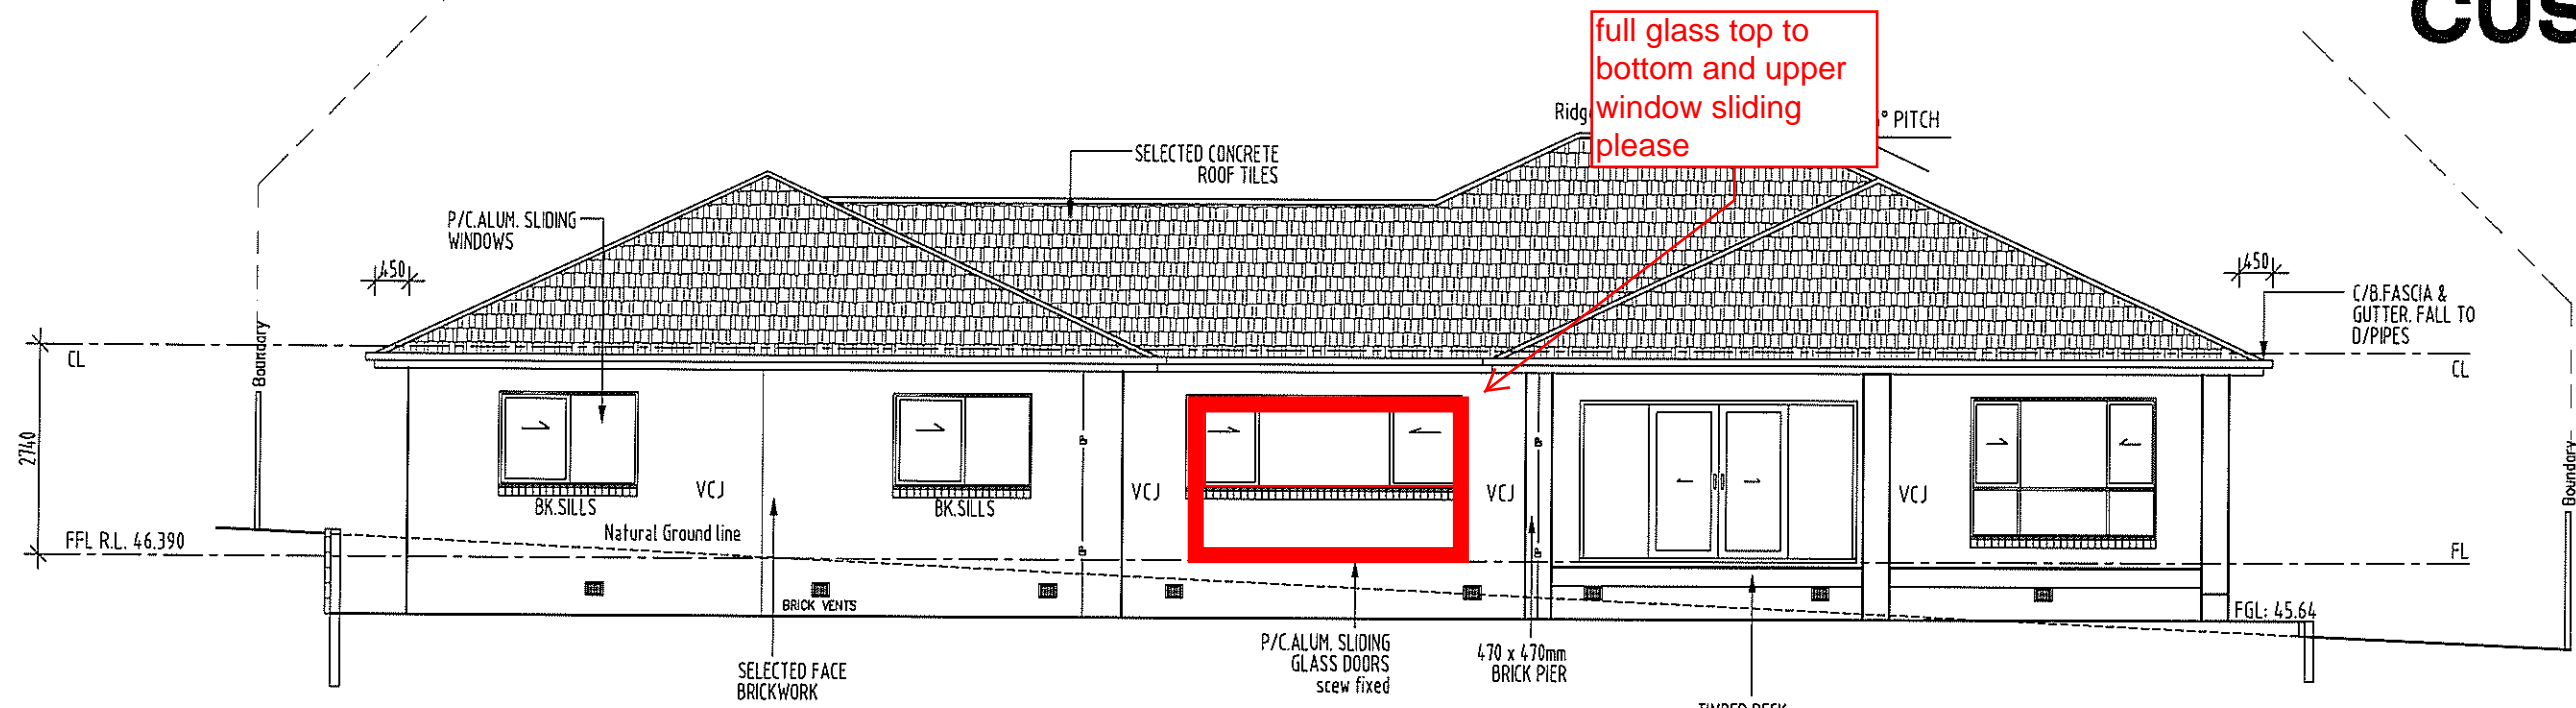 CUS
full glass top to
bottom and upper
window sliding
please
Ridg
° PITCH
SELECTED CONCRETE
ROOF TILES
P/C.ALUM. SLIDING
WINDOWS
450
450
C/B.FASCIA &
GUTTER. FALL TO
D/PIPES
Boundary
CL
CL
2740
BK.SILLS
VCJ
BK.SILLS
VCJ
VCJ
VCJ
Boundary
Natural Ground line
FFL R.L. 46.390
FL
BRICK VENTS
FGL: 45.64
P/C.ALUM. SLIDING
GLASS DOORS
scew fixed
470 x 470mm
BRICK PIER
SELECTED FACE
BRICKWORK